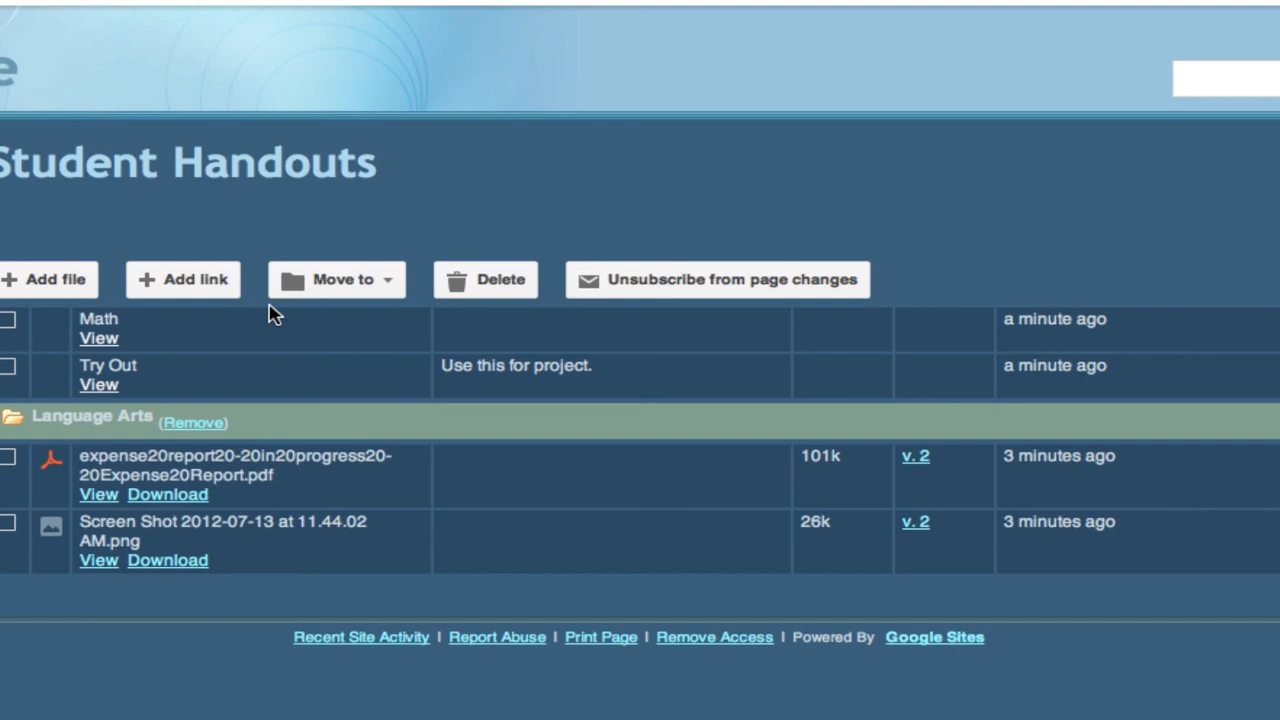 e
Student Handouts
+ Add file + Add link Move to Delete Unsubscribe from page changes
Math a minute ago
View
Try Out Use this for project. a minute ago
View
Language Arts (Remove)
expense20report20-20in20progress20- 101k v. 2 3 minutes ago
20Expense20Report.pdf
View Download
Screen Shot 2012-07-13 at 11.44.02 26k v. 2 3 minutes ago
AM.png
View Download
Recent Site Activity | Report Abuse | Print Page | Remove Access | Powered By Google Sites